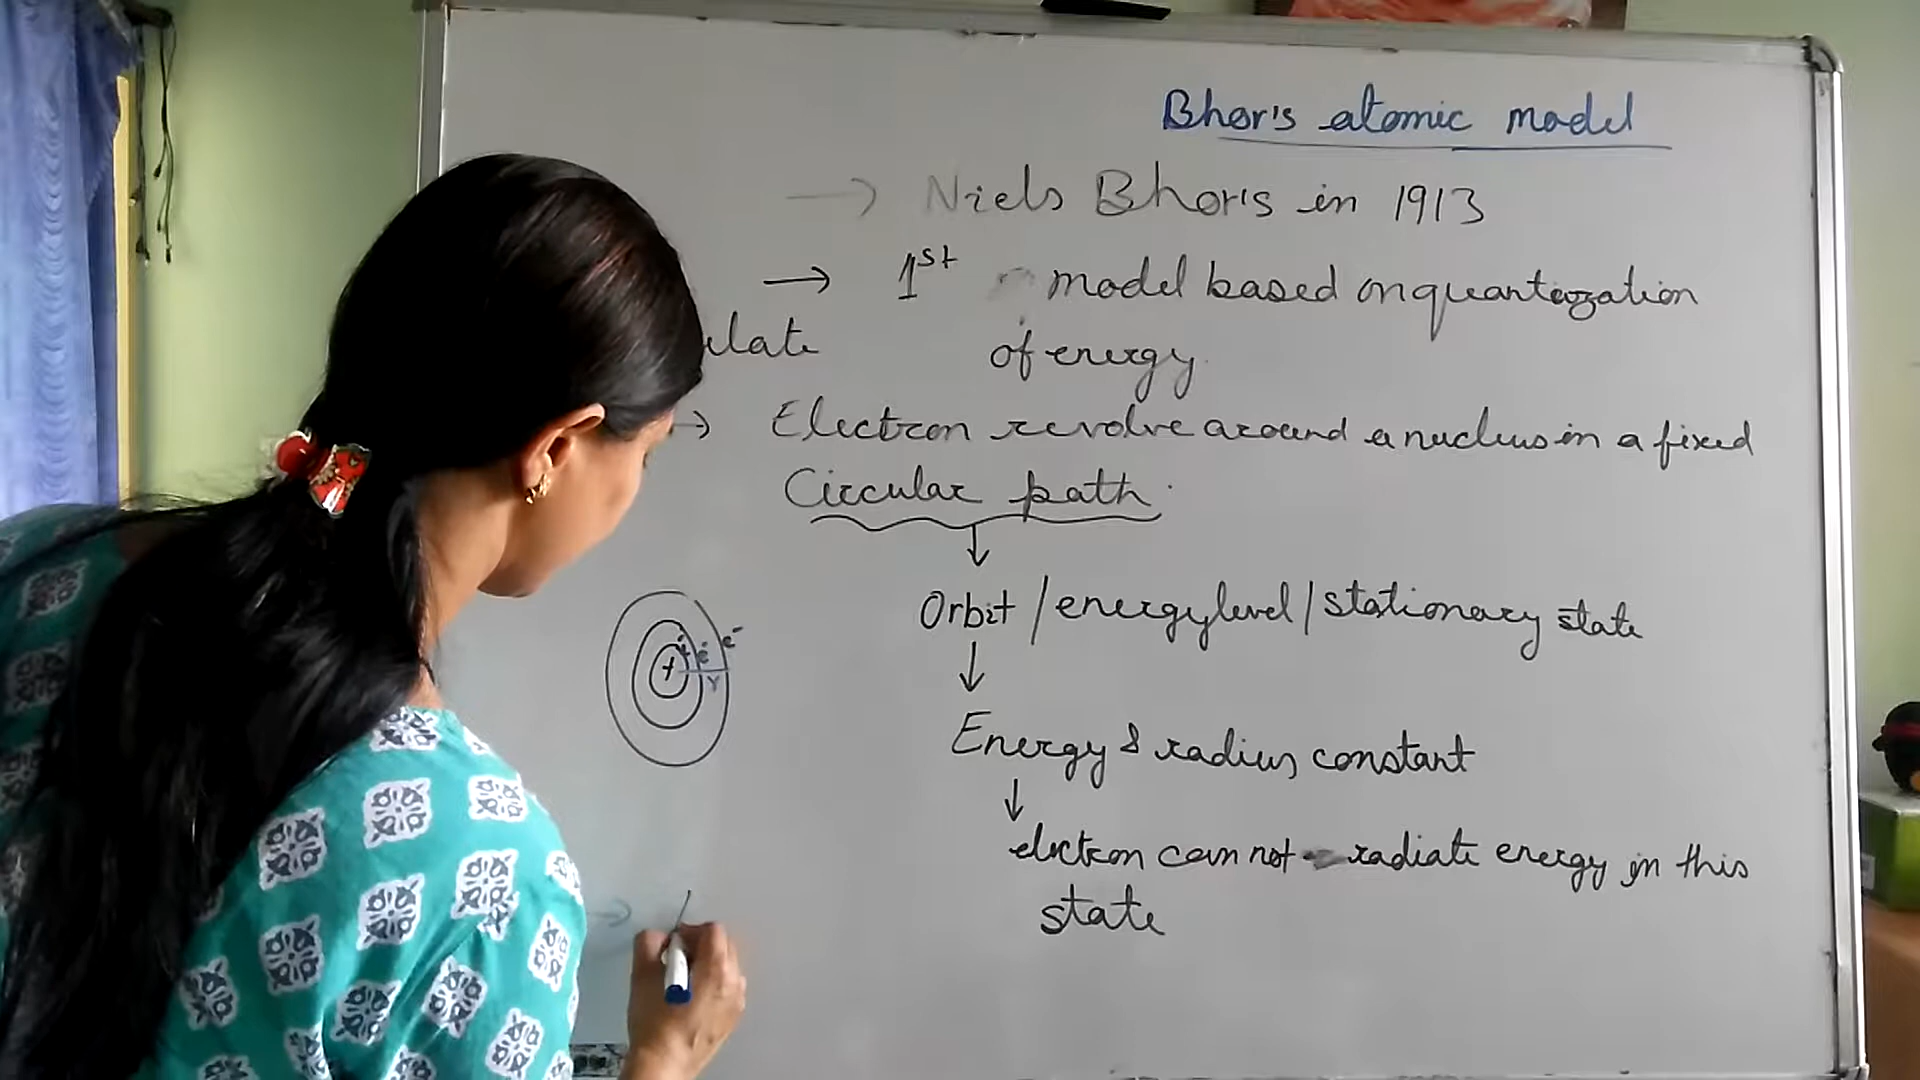 Bhor's atomic model
→ Niels Bhor's in 1913
→ 1st model based on quantization
of energy.
→ Electron revolve around a nucleus in a fixed
Circular path.
↓
Orbit / energy level / stationary state
↓
Energy & radius constant
↓
electron can not radiate energy in this
state
+ e- e- e-
r
→